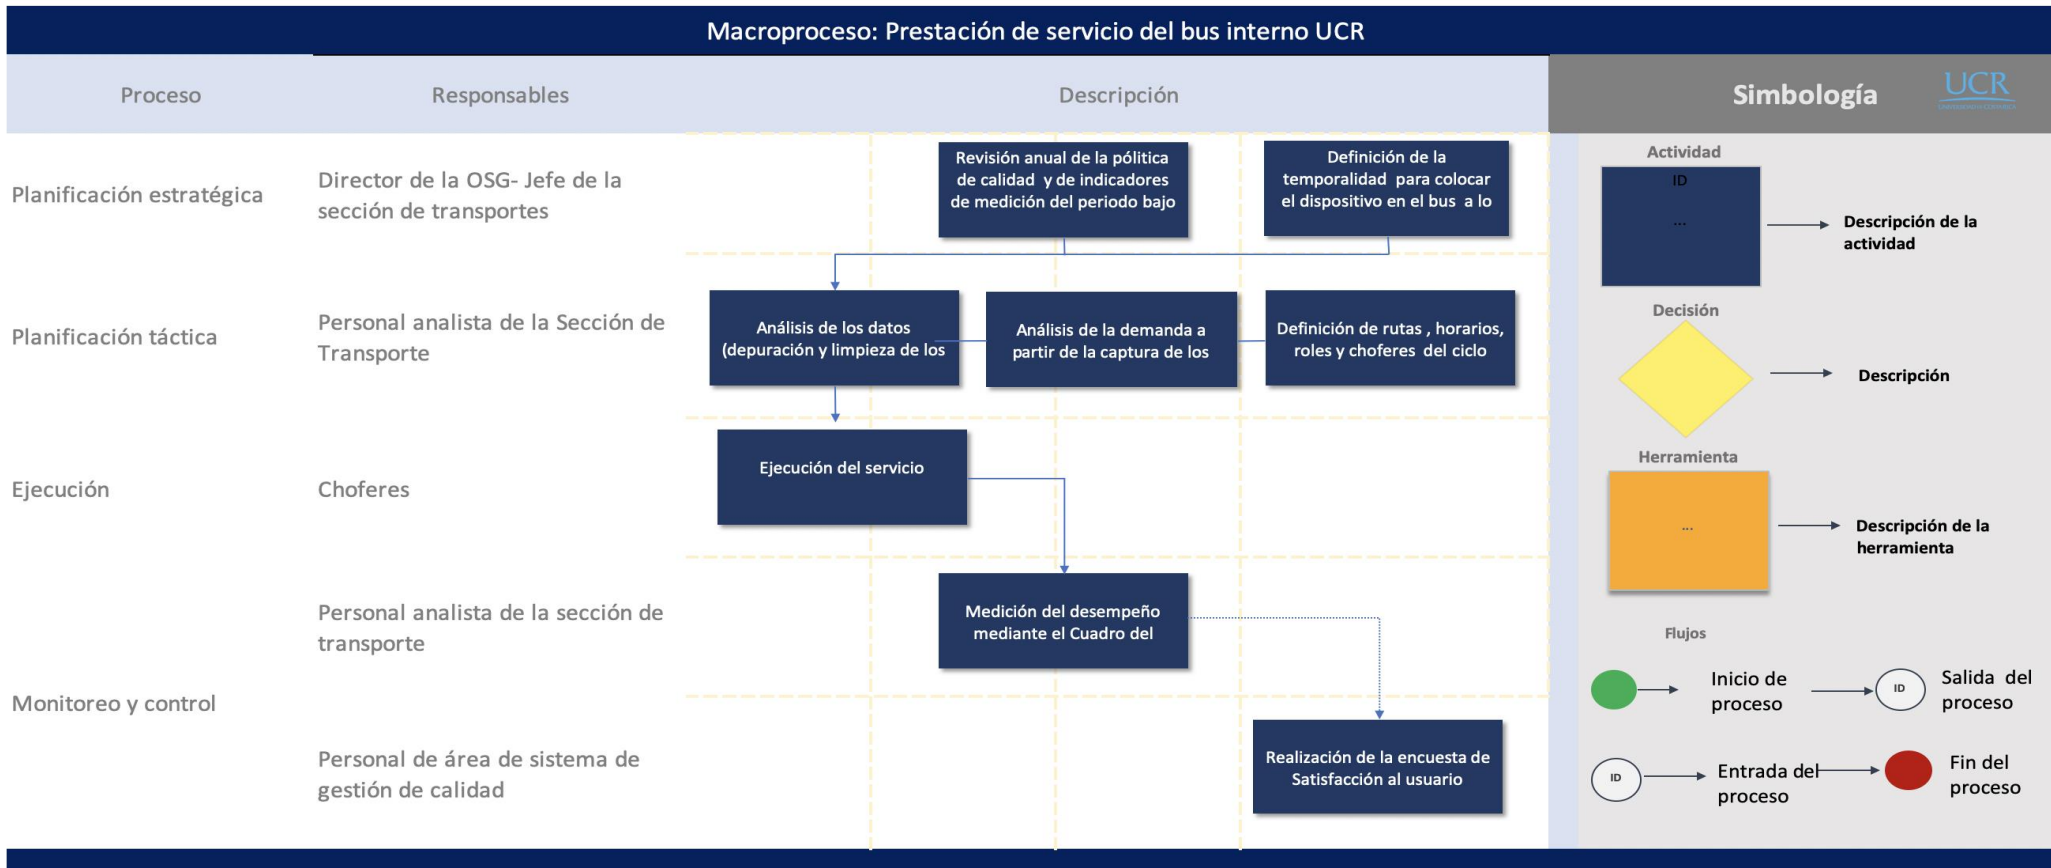 Macroproceso: Prestación de servicio del bus interno UCR
Proceso
Responsables
Descripción
Simbología
UCR
Planificación estratégica
Director de la OSG- Jefe de la
sección de transportes
Revisión anual de la pólitica
de calidad y de indicadores
de medición del periodo bajo
Definición de la
temporalidad para colocar
el dispositivo en el bus a lo
Planificación táctica
Personal analista de la Sección de
Transporte
Análisis de los datos
(depuración y limpieza de los
Análisis de la demanda a
partir de la captura de los
Definición de rutas , horarios,
roles y choferes del ciclo
Ejecución
Choferes
Ejecución del servicio
Monitoreo y control
Personal analista de la sección de
transporte
Medición del desempeño
mediante el Cuadro del
Personal de área de sistema de
gestión de calidad
Realización de la encuesta de
Satisfacción al usuario
Actividad
ID
...
Descripción de la
actividad
Decisión
Descripción
Herramienta
...
Descripción de la
herramienta
Flujos
Inicio de
proceso
ID
Salida del
proceso
ID
Entrada del
proceso
Fin del
proceso